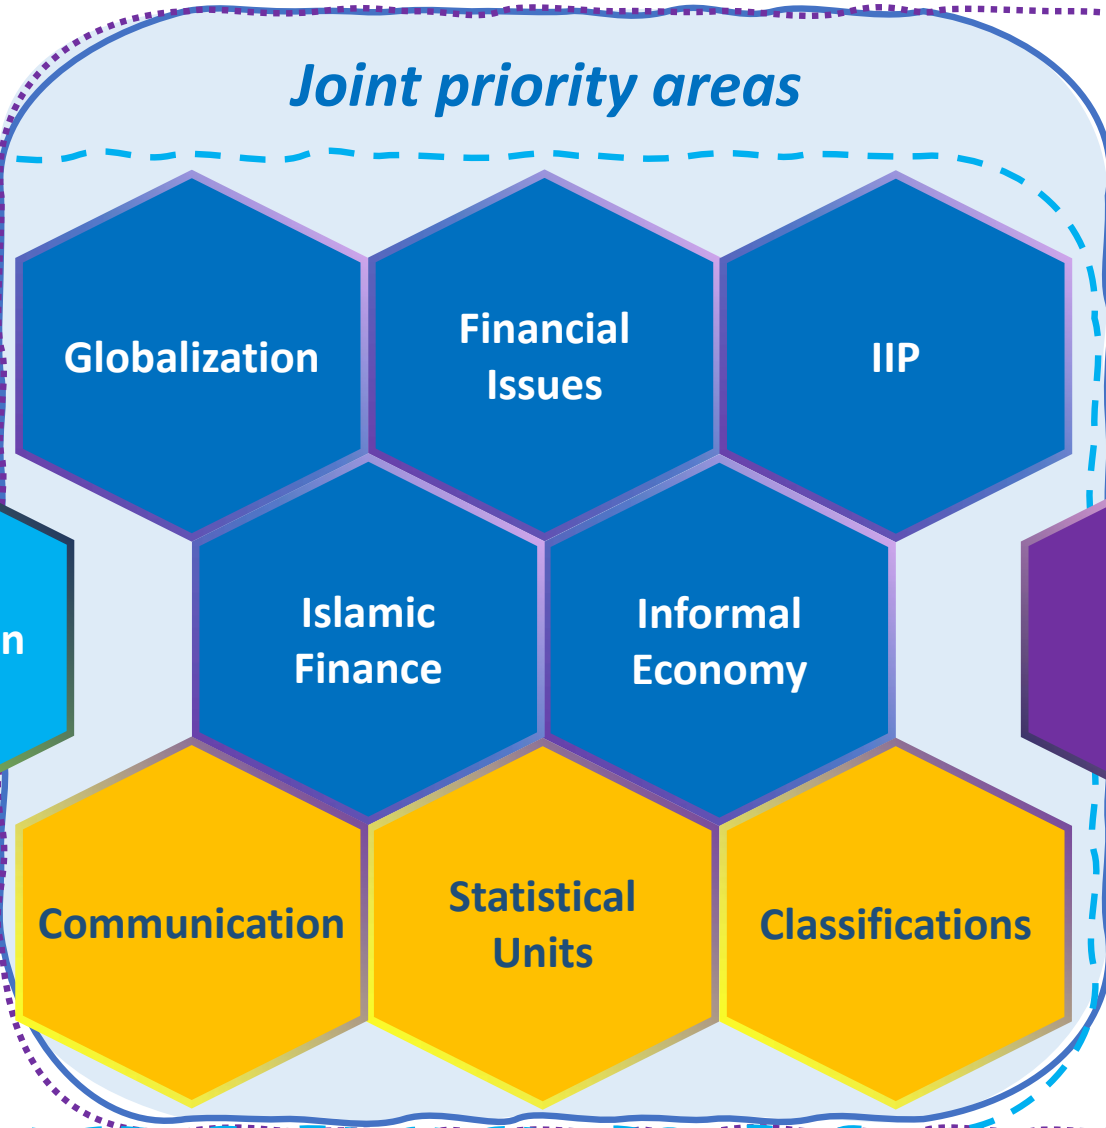 Joint priority areas
Globalization
Financial
Issues
IIP
Islamic
Finance
Informal
Economy
n
Communication
Statistical
Units
Classifications